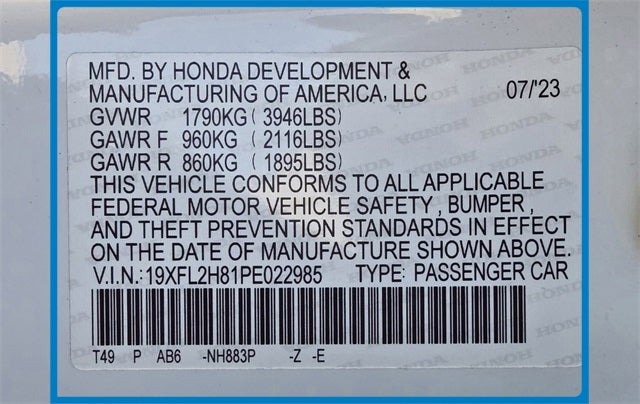 MFD. BY HONDA DEVELOPMENT &
MANUFACTURING OF AMERICA, LLC 07/'23
GVWR 1790KG ( 3946LBS)
GAWR F 960KG ( 2116LBS)
GAWR R 860KG ( 1895LBS)
THIS VEHICLE CONFORMS TO ALL APPLICABLE
FEDERAL MOTOR VEHICLE SAFETY , BUMPER ,
AND THEFT PREVENTION STANDARDS IN EFFECT
ON THE DATE OF MANUFACTURE SHOWN ABOVE.
V.I.N.:19XFL2H81PE022985 TYPE: PASSENGER CAR
T49 P AB6 -NH883P -Z -E